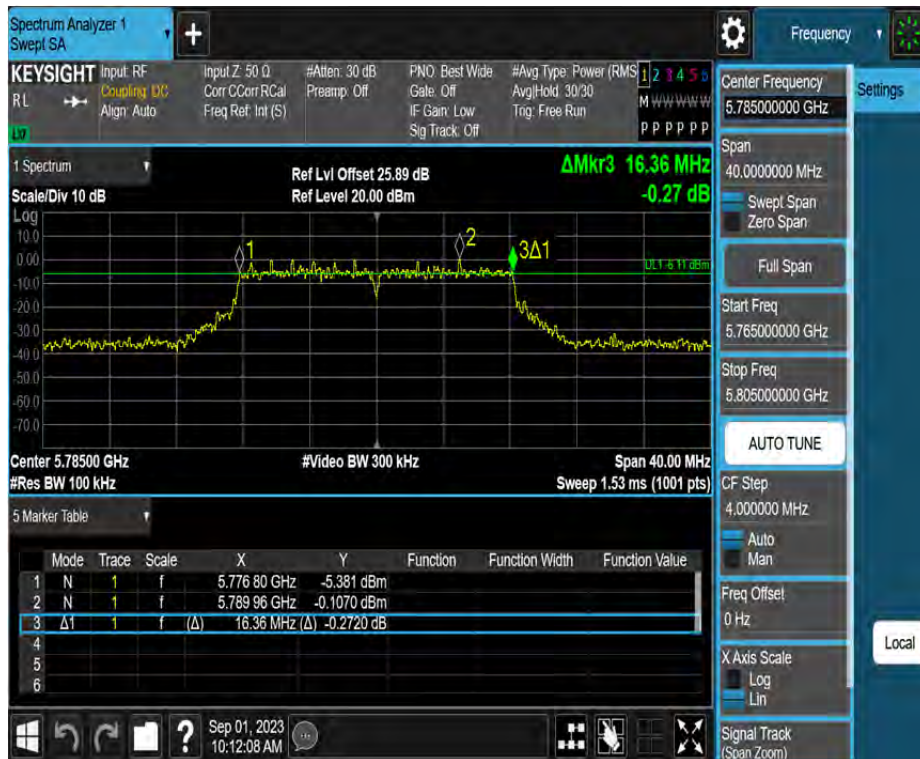 Spectrum Analyzer 1
Swept SA
+
Frequency
KEYSIGHT
RL
LXI
Input: RF
Coupling: DC
Align: Auto
Input Z: 50 Ω
Corr CCorr RCal
Freq Ref: Int (S)
#Atten: 30 dB
Preamp: Off
PNO: Best Wide
Gate: Off
IF Gain: Low
Sig Track: Off
#Avg Type: Power (RMS
Avg|Hold: 30/30
Trig: Free Run
1 2 3 4 5 6
M W W W W W
P P P P P P
Center Frequency
5.785000000 GHz
Settings
Span
40.0000000 MHz
Swept Span
Zero Span
Full Span
Start Freq
5.765000000 GHz
Stop Freq
5.805000000 GHz
AUTO TUNE
CF Step
4.000000 MHz
Auto
Man
Freq Offset
0 Hz
X Axis Scale
Log
Lin
Signal Track
(Span Zoom)
Local
1 Spectrum
Scale/Div 10 dB
Ref Lvl Offset 25.89 dB
Ref Level 20.00 dBm
ΔMkr3 16.36 MHz
-0.27 dB
Log
10.0
0.00
-10.0
-20.0
-30.0
-40.0
-50.0
-60.0
-70.0
1
2
3Δ1
DL1 -6.11 dBm
Center 5.78500 GHz
#Video BW 300 kHz
Span 40.00 MHz
#Res BW 100 kHz
Sweep 1.53 ms (1001 pts)
5 Marker Table
Mode Trace Scale X Y Function Function Width Function Value
1 N 1 f 5.776 80 GHz -5.381 dBm
2 N 1 f 5.789 96 GHz -0.1070 dBm
3 Δ1 1 f (Δ) 16.36 MHz (Δ) -0.2720 dB
4
5
6
?
Sep 01, 2023
10:12:08 AM